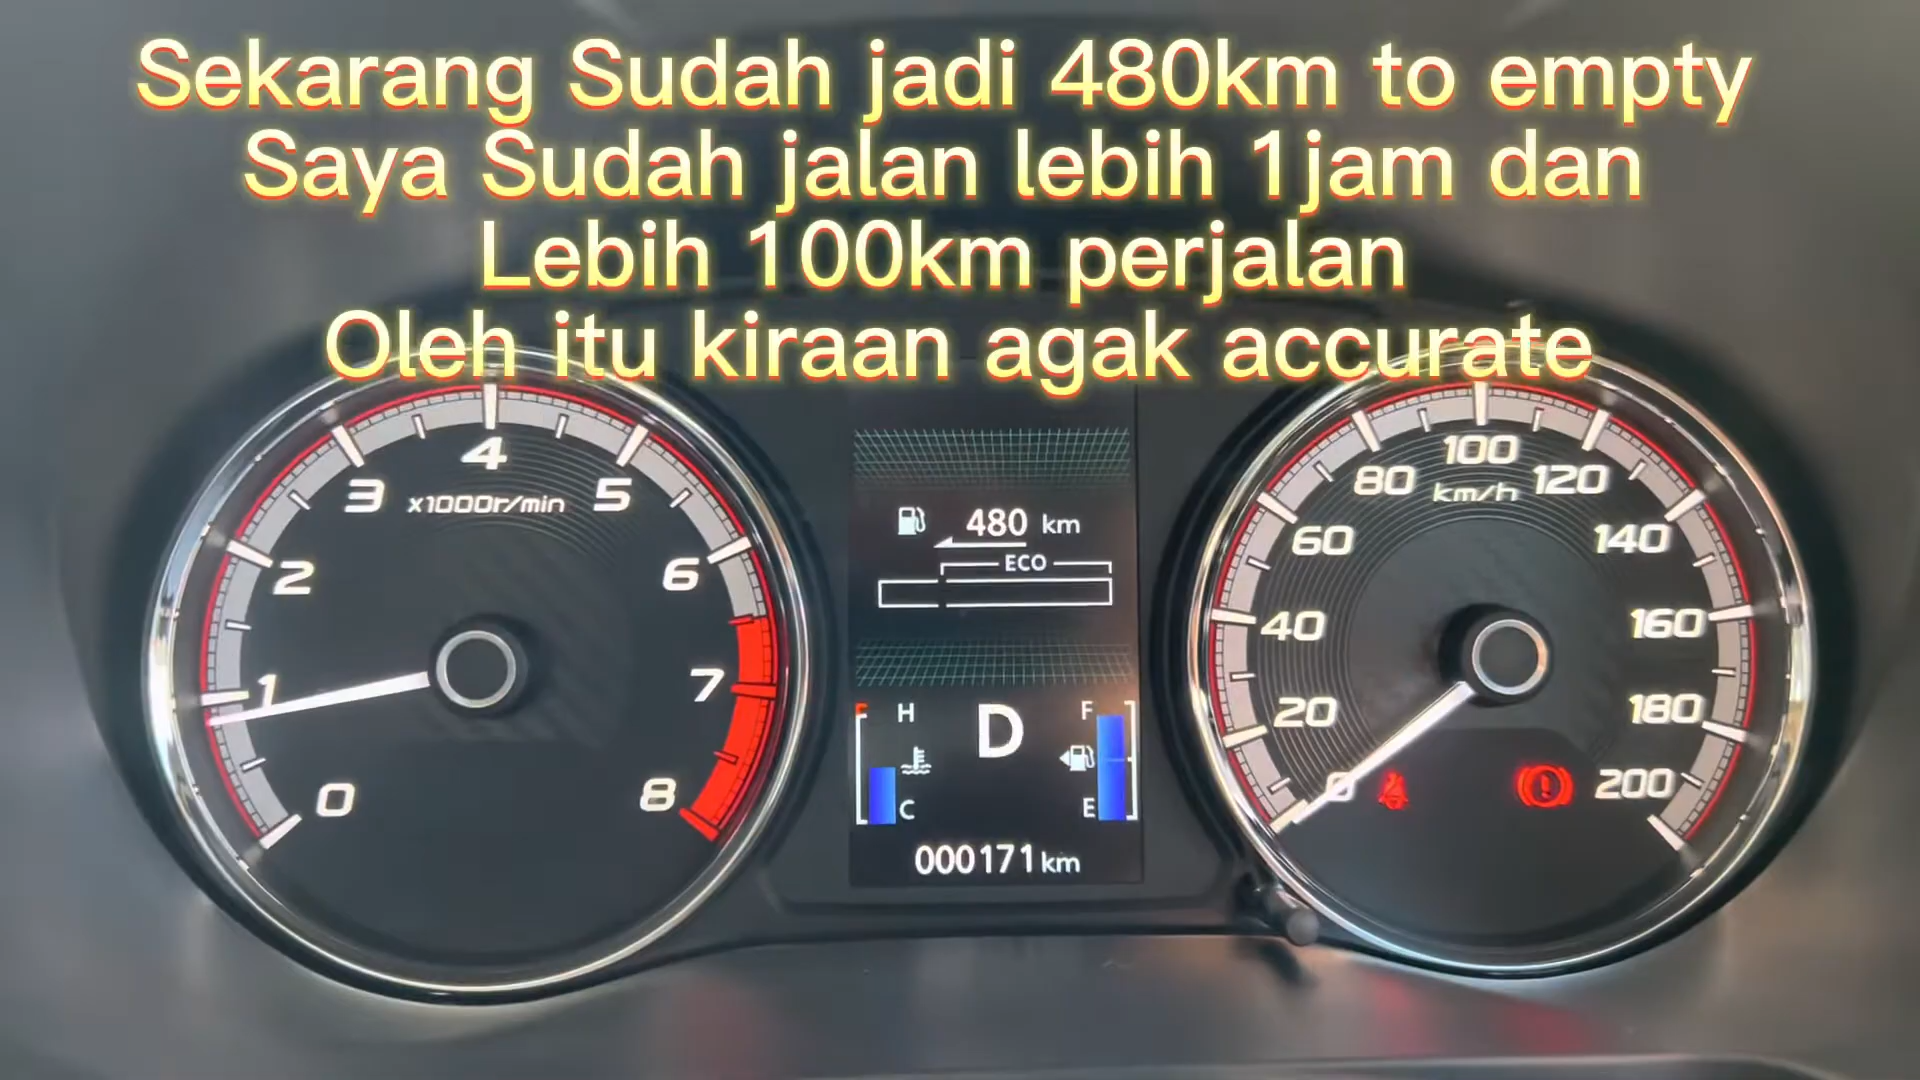 Sekarang Sudah jadi 480km to empty
Saya Sudah jalan lebih 1jam dan
Lebih 100km perjalan
Oleh itu kiraan agak accurate
0
1
2
3
4
5
6
7
8
x1000r/min
480 km
ECO
H
C
D
F
E
000171km
0
20
40
60
80
100
120
140
160
180
200
km/h